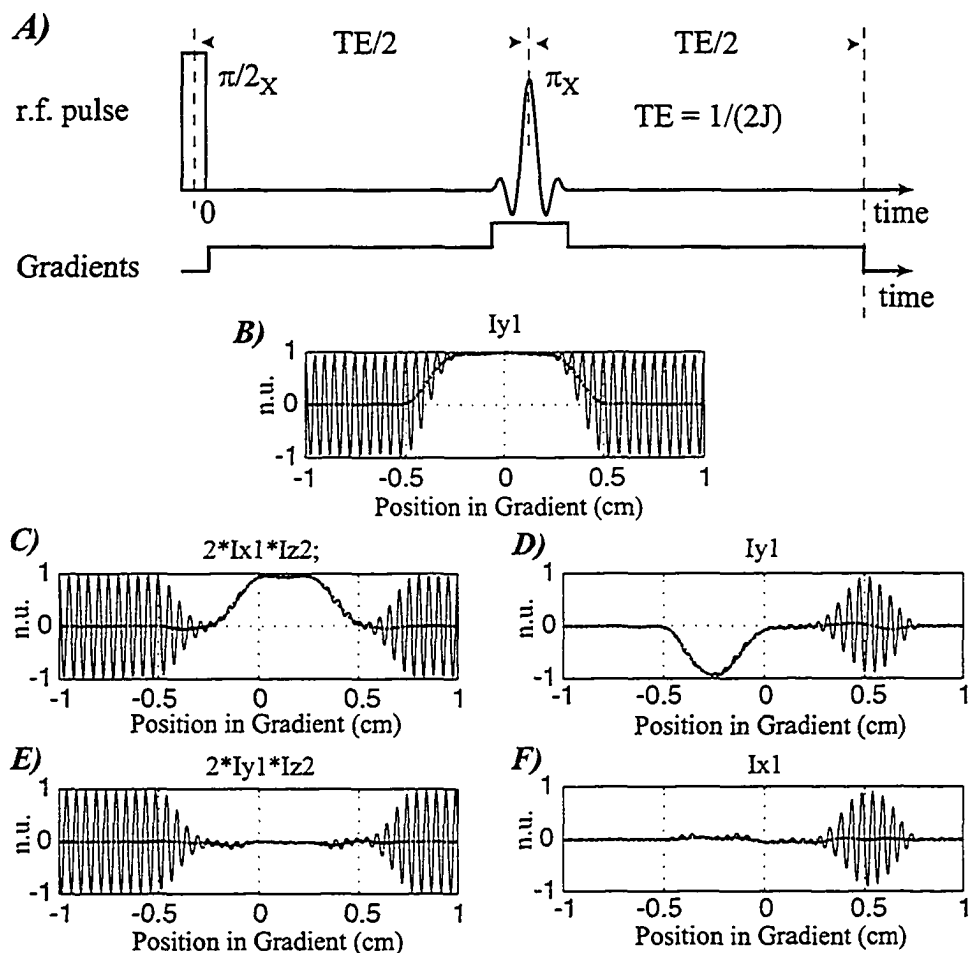 A)
TE/2 TE/2
π/2X πX
r.f. pulse TE = 1/(2J)
0 time
Gradients
time
B) Iy1
n.u.
1
0
-1
-1 -0.5 0 0.5 1
Position in Gradient (cm)
C) 2*Ix1*Iz2;
n.u.
1
0
-1
-1 -0.5 0 0.5 1
Position in Gradient (cm)
D) Iy1
n.u.
1
0
-1
-1 -0.5 0 0.5 1
Position in Gradient (cm)
E) 2*Iy1*Iz2
n.u.
1
0
-1
-1 -0.5 0 0.5 1
Position in Gradient (cm)
F) Ix1
n.u.
1
0
-1
-1 -0.5 0 0.5 1
Position in Gradient (cm)